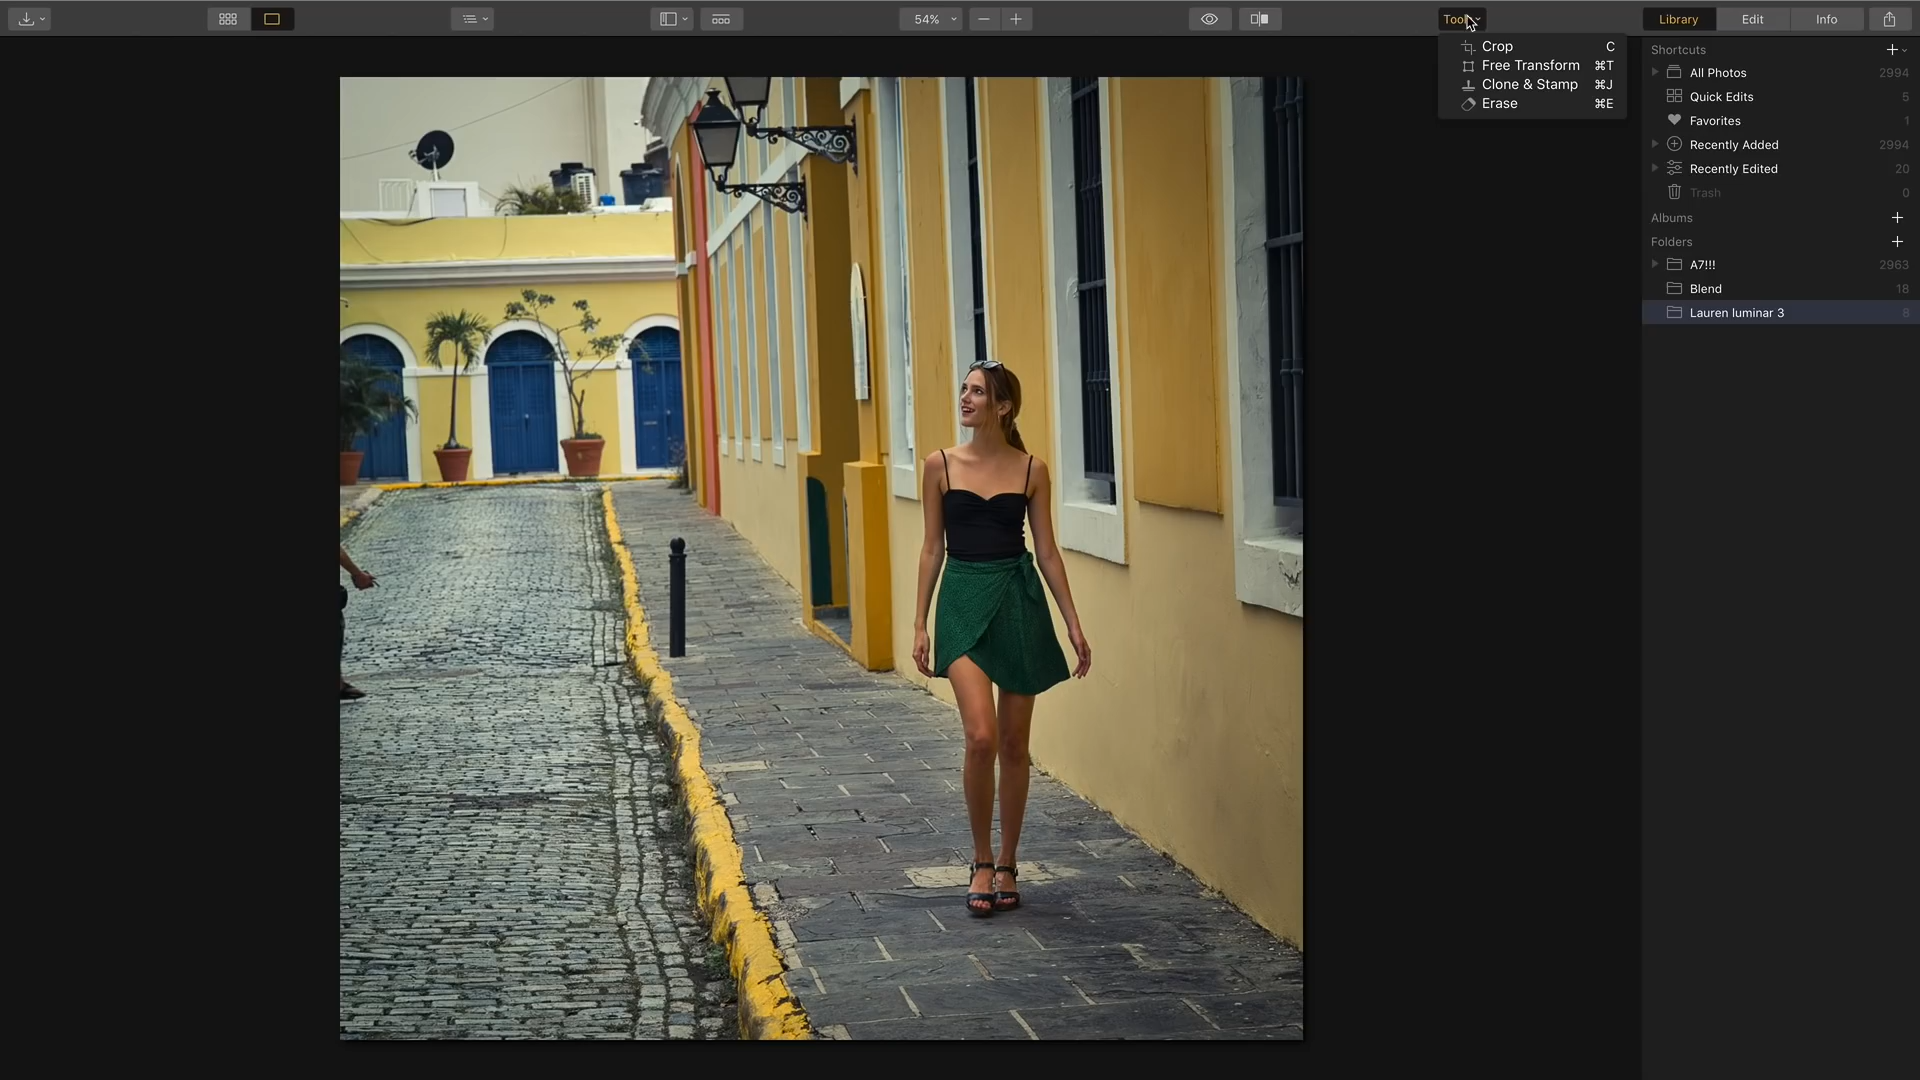 54%
Tool
Library
Edit
Info
Crop C
Free Transform ⌘T
Clone & Stamp ⌘J
Erase ⌘E
Shortcuts
All Photos 2994
Quick Edits 5
Favorites 1
Recently Added 2994
Recently Edited 20
Trash 0
Albums
Folders
A7!!! 2963
Blend 18
Lauren luminar 3 8